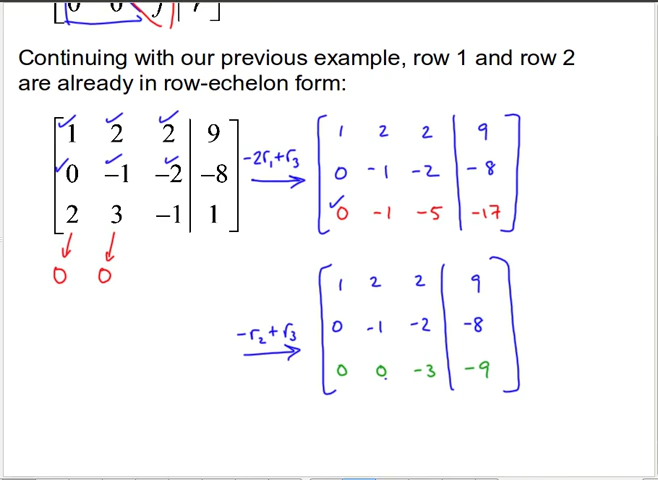 0 0 7
Continuing with our previous example, row 1 and row 2
are already in row-echelon form:
1 2 2 9
0 −1 −2 −8
2 3 −1 1
0 0
-2r₁+r₃
1 2 2 9
0 -1 -2 -8
0 -1 -5 -17
-r₂+r₃
1 2 2 9
0 -1 -2 -8
0 0 -3 -9